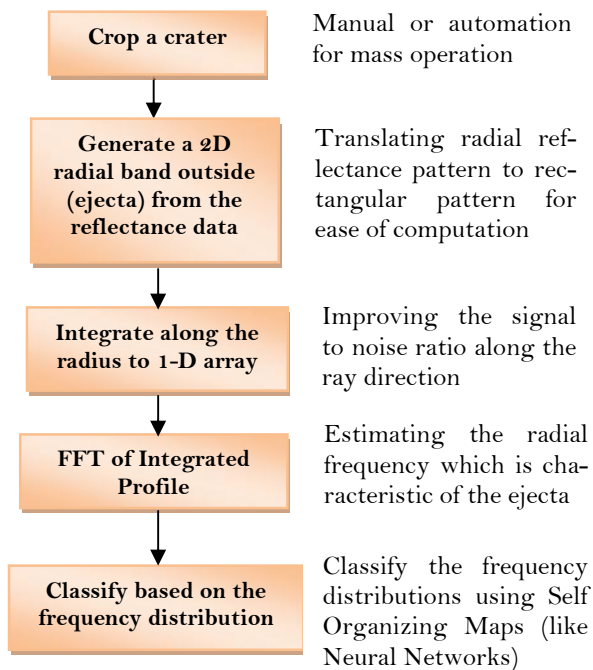 Crop a crater
Manual or automation
for mass operation
Generate a 2D
radial band outside
(ejecta) from the
reflectance data
Translating radial ref-
lectance pattern to rec-
tangular pattern for
ease of computation
Integrate along the
radius to 1-D array
Improving the signal
to noise ratio along the
ray direction
FFT of Integrated
Profile
Estimating the radial
frequency which is cha-
racteristic of the ejecta
Classify based on the
frequency distribution
Classify the frequency
distributions using Self
Organizing Maps (like
Neural Networks)